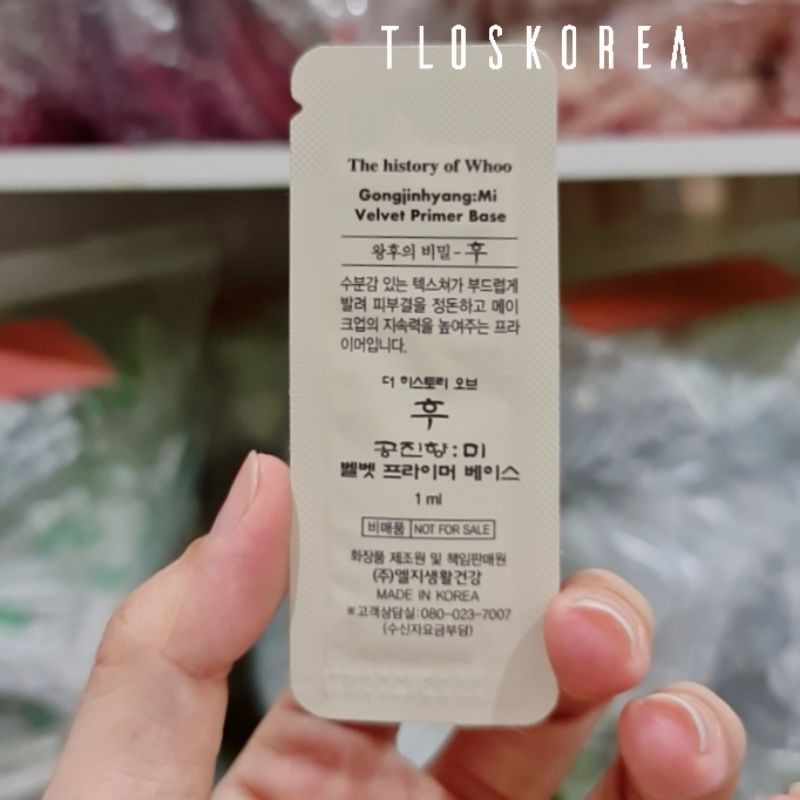 TLOSKOREA
The history of Whoo
Gongjinhyang:Mi
Velvet Primer Base
왕후의 비밀-후
수분감 있는 텍스쳐가 부드럽게
발려 피부결을 정돈하고 메이
크업의 지속력을 높여주는 프라
이머입니다.
더 히스토리 오브
후
공진향:미
벨벳 프라이머 베이스
1 ml
비매품 NOT FOR SALE
화장품 제조원 및 책임판매원
(주)엘지생활건강
MADE IN KOREA
※고객상담실:080-023-7007
(수신자요금부담)